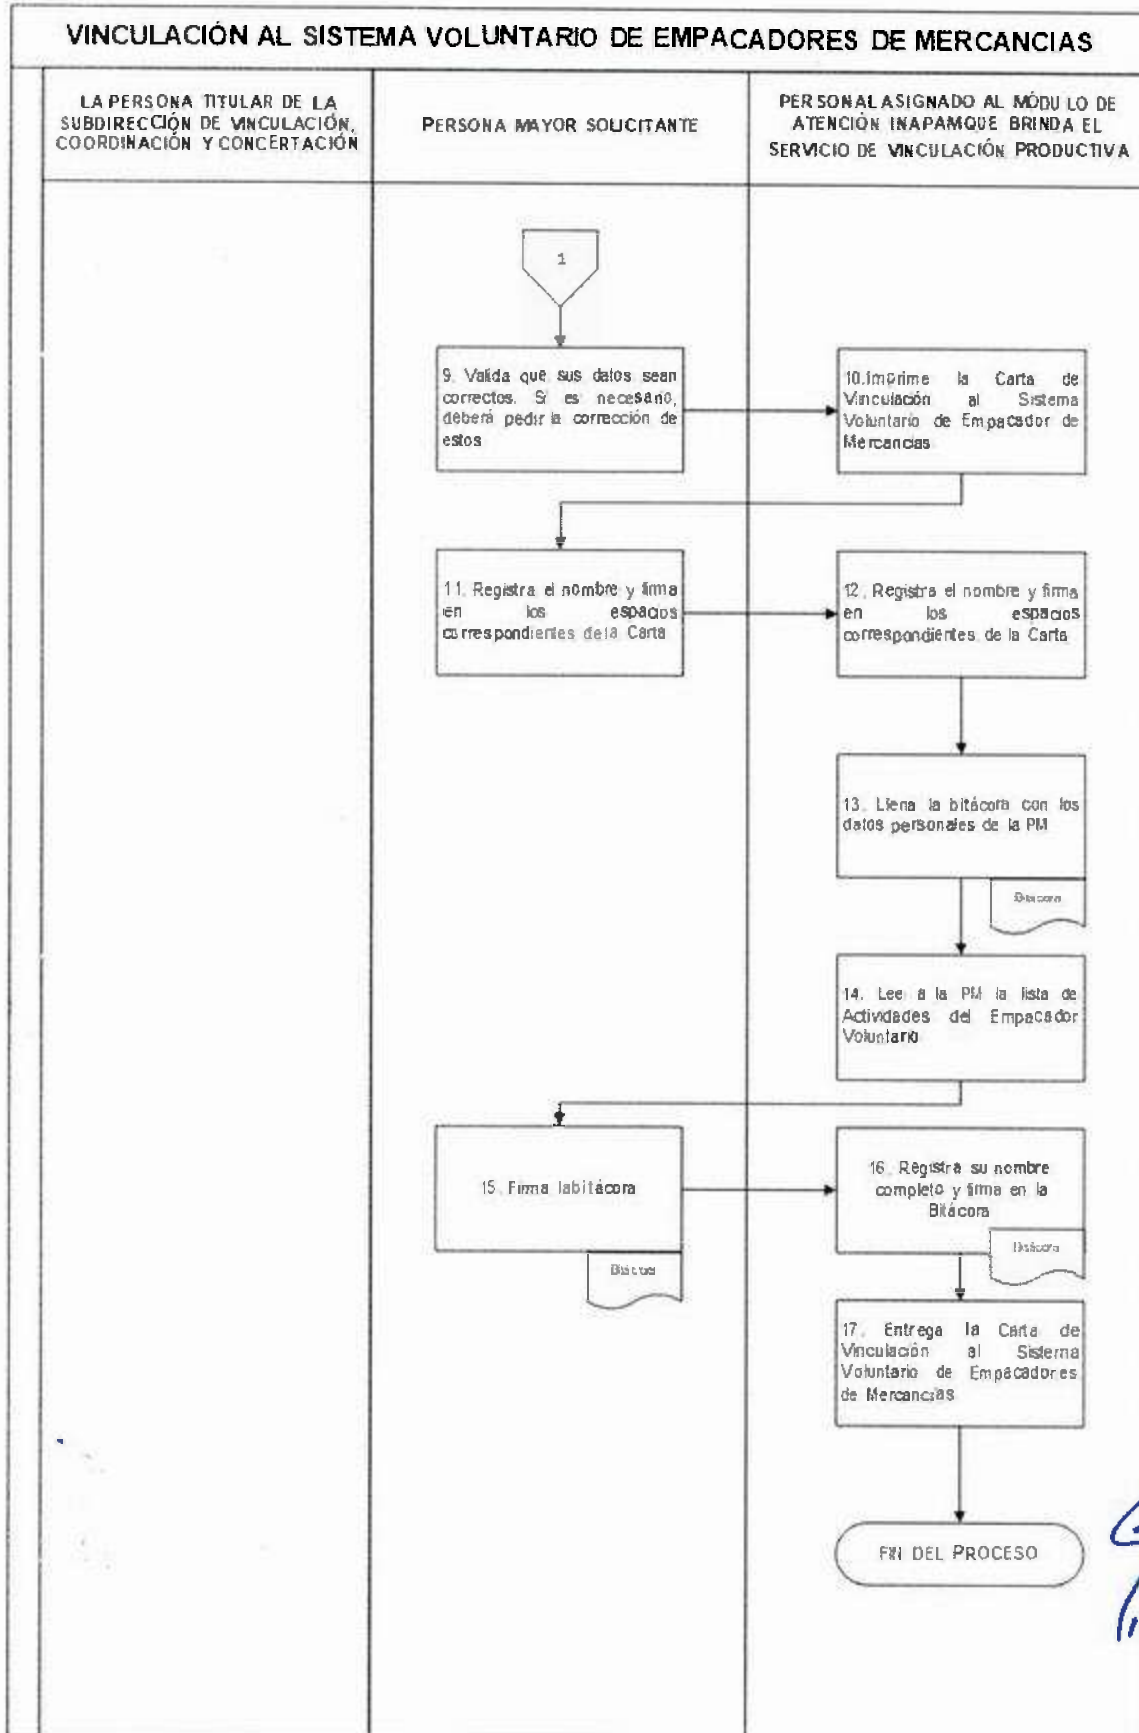 VINCULACIÓN AL SISTEMA VOLUNTARIO DE EMPACADORES DE MERCANCIAS
LA PERSONA TITULAR DE LA
SUBDIRECCIÓN DE VINCULACIÓN,
COORDINACIÓN Y CONCERTACIÓN
PERSONA MAYOR SOLICITANTE
PERSONAL ASIGNADO AL MÓDULO DE
ATENCIÓN INAPAM QUE BRINDA EL
SERVICIO DE VINCULACIÓN PRODUCTIVA
1
9. Valida que sus datos sean
correctos. Si es necesario,
deberá pedir la corrección de
estos
10. Imprime la Carta de
Vinculación al Sistema
Voluntario de Empacador de
Mercancias
11. Registra el nombre y firma
en los espacios
correspondientes de la Carta
12. Registra el nombre y firma
en los espacios
correspondientes de la Carta
13. Llena la bitácora con los
datos personales de la PM
Bitácora
14. Lee a la PM la lista de
Actividades del Empacador
Voluntario
15. Firma la bitácora
Bitácora
16. Registra su nombre
completo y firma en la
Bitácora
Bitácora
17. Entrega la Carta de
Vinculación al Sistema
Voluntario de Empacadores
de Mercancias
FIN DEL PROCESO